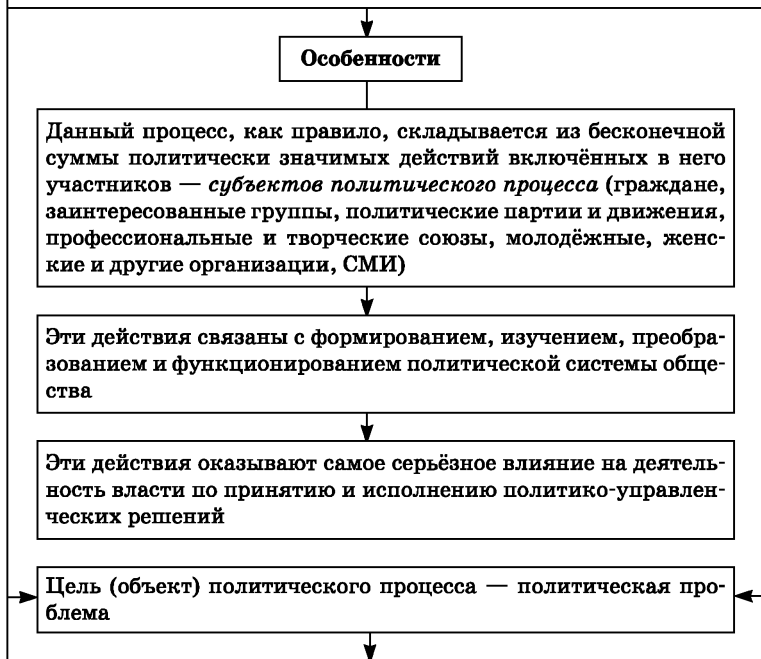 Особенности
Данный процесс, как правило, складывается из бесконечной
суммы политически значимых действий включённых в него
участников — субъектов политического процесса (граждане,
заинтересованные группы, политические партии и движения,
профессиональные и творческие союзы, молодёжные, жен-
ские и другие организации, СМИ)
Эти действия связаны с формированием, изучением, преобра-
зованием и функционированием политической системы обще-
ства
Эти действия оказывают самое серьёзное влияние на деятель-
ность власти по принятию и исполнению политико-управлен-
ческих решений
Цель (объект) политического процесса — политическая про-
блема